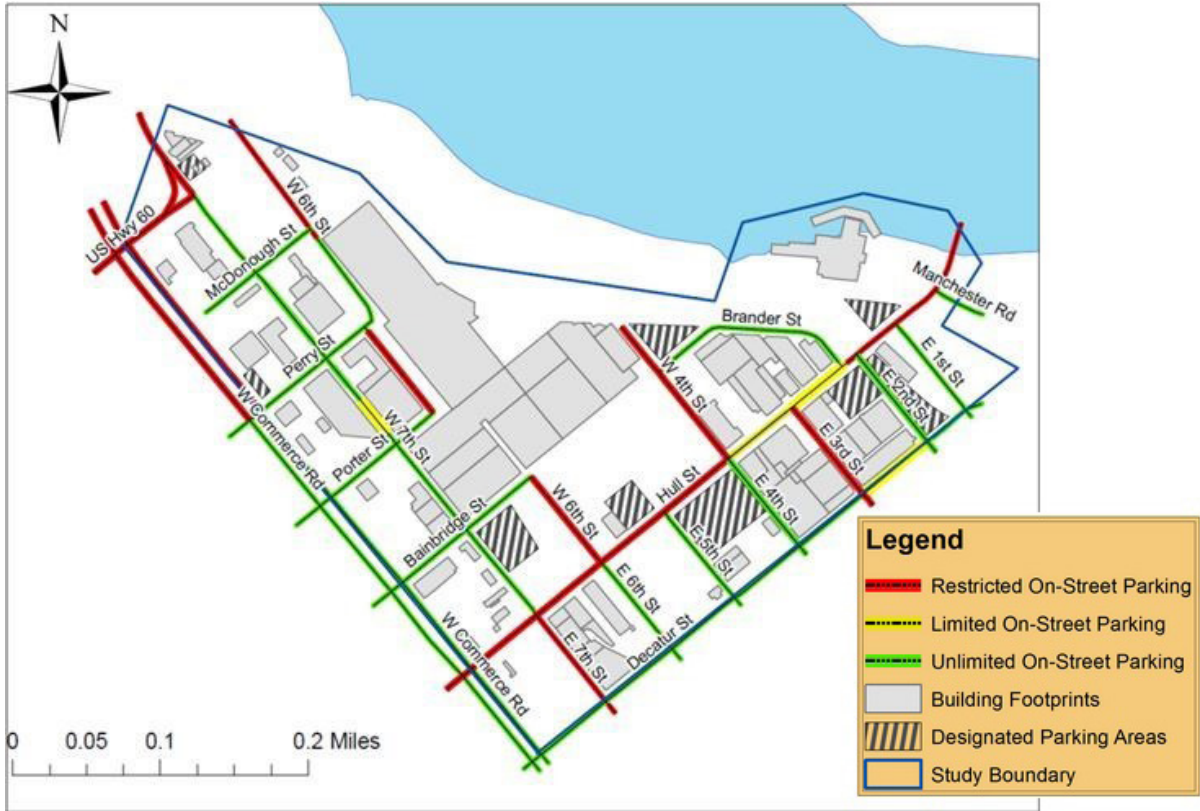 N
US Hwy 60
W 6th St
McDonough St
Perry St
W Commerce Rd
Porter St
W 7th St
Bainbridge St
W 6th St
W Commerce Rd
Hull St
W 4th St
Brander St
Manchester Rd
E 1st St
E 2nd St
E 3rd St
E 4th St
E 5th St
E 6th St
E 7th St
Decatur St
0 0.05 0.1 0.2 Miles
Legend
Restricted On-Street Parking
Limited On-Street Parking
Unlimited On-Street Parking
Building Footprints
Designated Parking Areas
Study Boundary